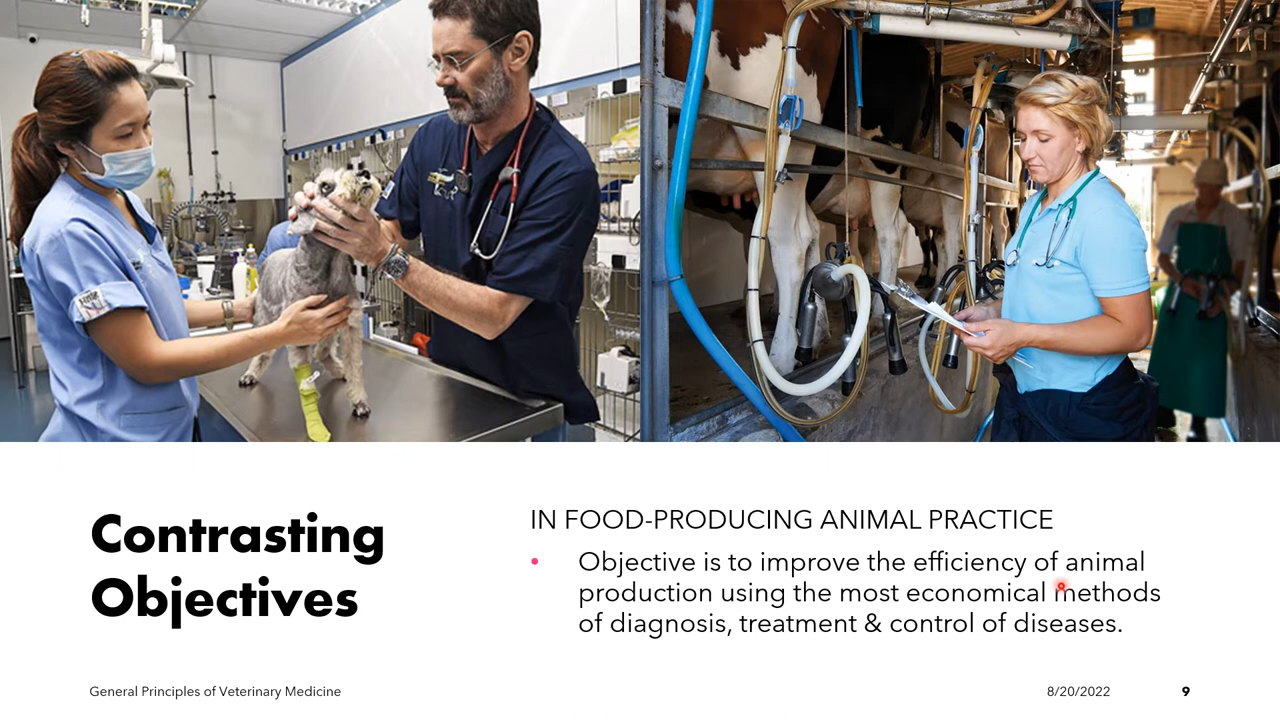 Contrasting
Objectives
IN FOOD-PRODUCING ANIMAL PRACTICE
• Objective is to improve the efficiency of animal
production using the most economical methods
of diagnosis, treatment & control of diseases.
General Principles of Veterinary Medicine
8/20/2022
9